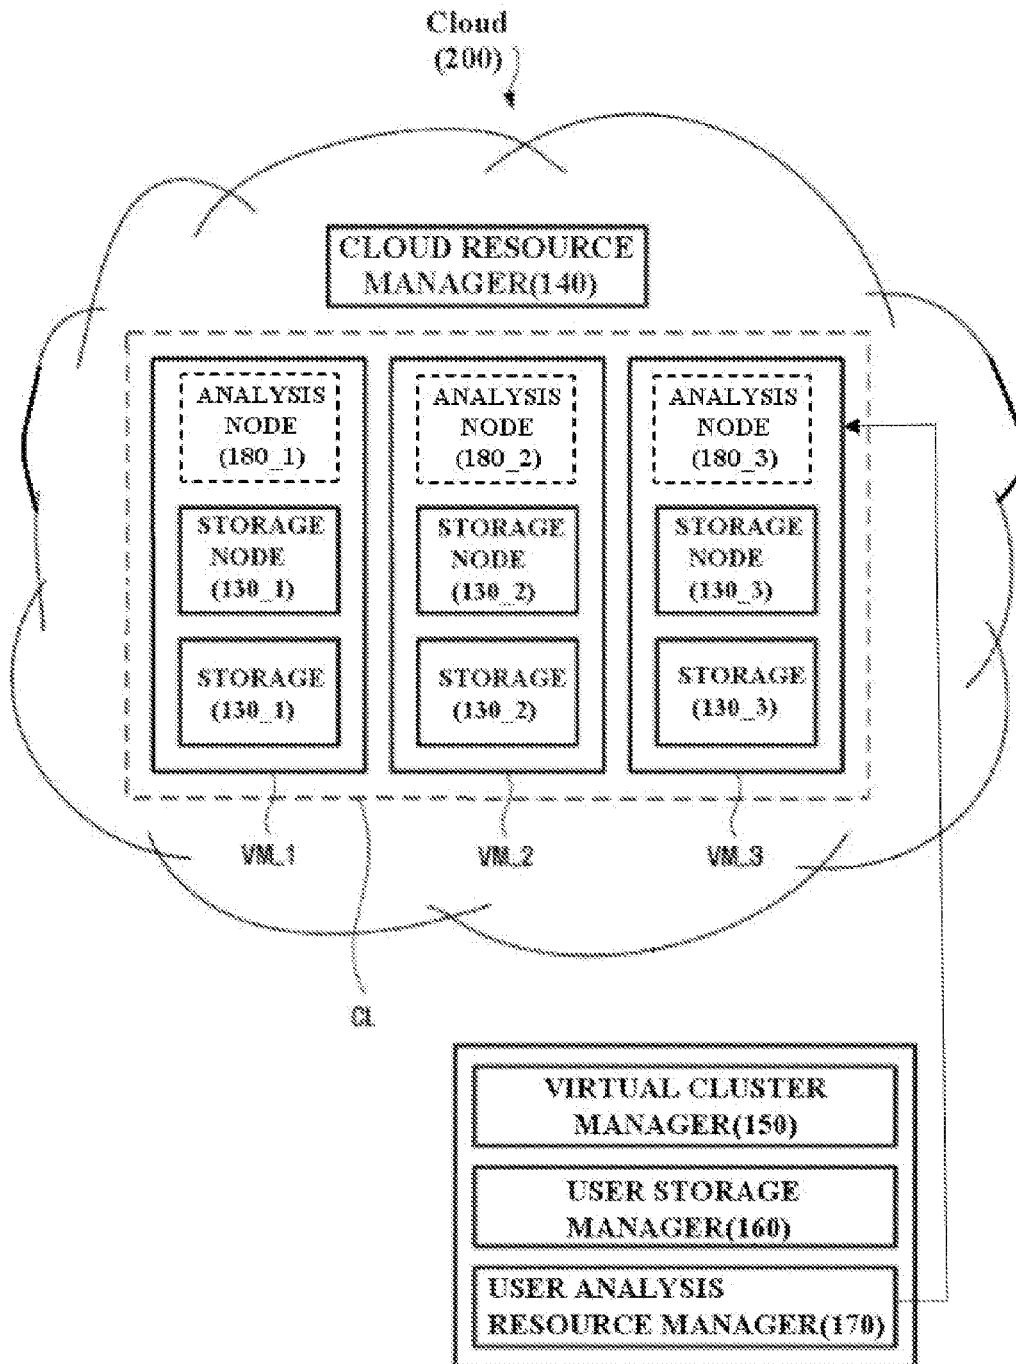 Cloud
(200)
CLOUD RESOURCE
MANAGER(140)
ANALYSIS
NODE
(180_1)
STORAGE
NODE
(130_1)
STORAGE
(130_1)
ANALYSIS
NODE
(180_2)
STORAGE
NODE
(130_2)
STORAGE
(130_2)
ANALYSIS
NODE
(180_3)
STORAGE
NODE
(130_3)
STORAGE
(130_3)
VM_1
VM_2
VM_3
CL
VIRTUAL CLUSTER
MANAGER(150)
USER STORAGE
MANAGER(160)
USER ANALYSIS
RESOURCE MANAGER(170)